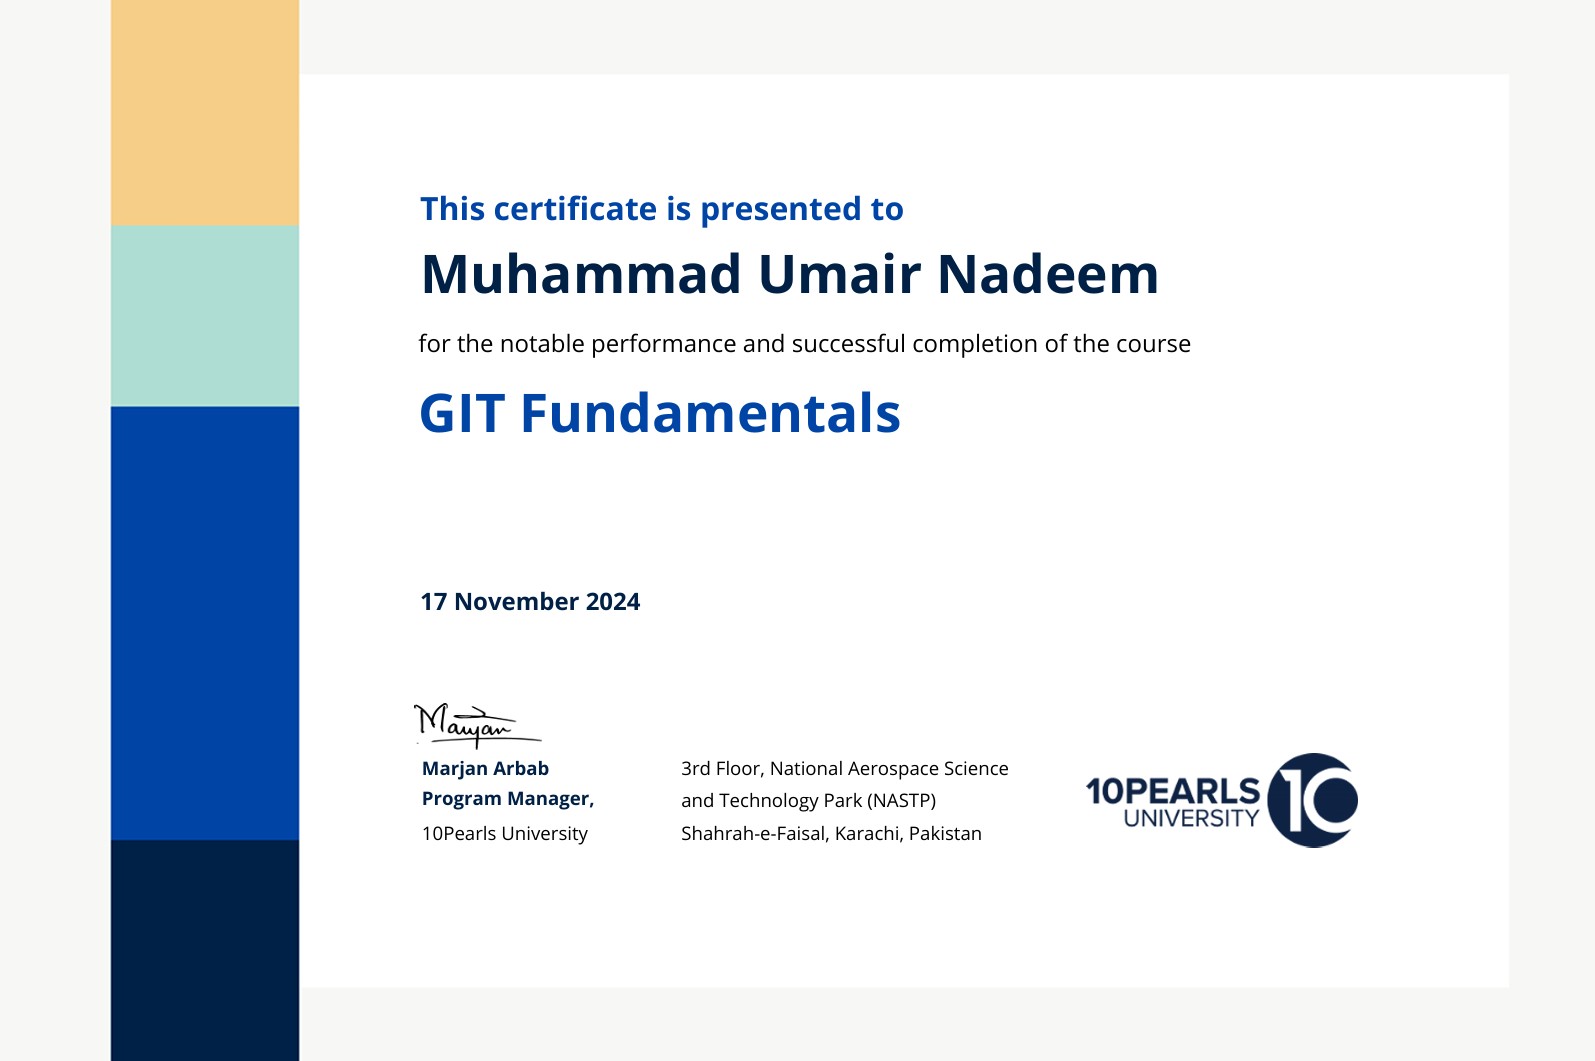 This certificate is presented to
Muhammad Umair Nadeem
for the notable performance and successful completion of the course
GIT Fundamentals
17 November 2024
Marjan
Marjan Arbab
Program Manager,
10Pearls University
3rd Floor, National Aerospace Science
and Technology Park (NASTP)
Shahrah-e-Faisal, Karachi, Pakistan
10PEARLS
UNIVERSITY
10